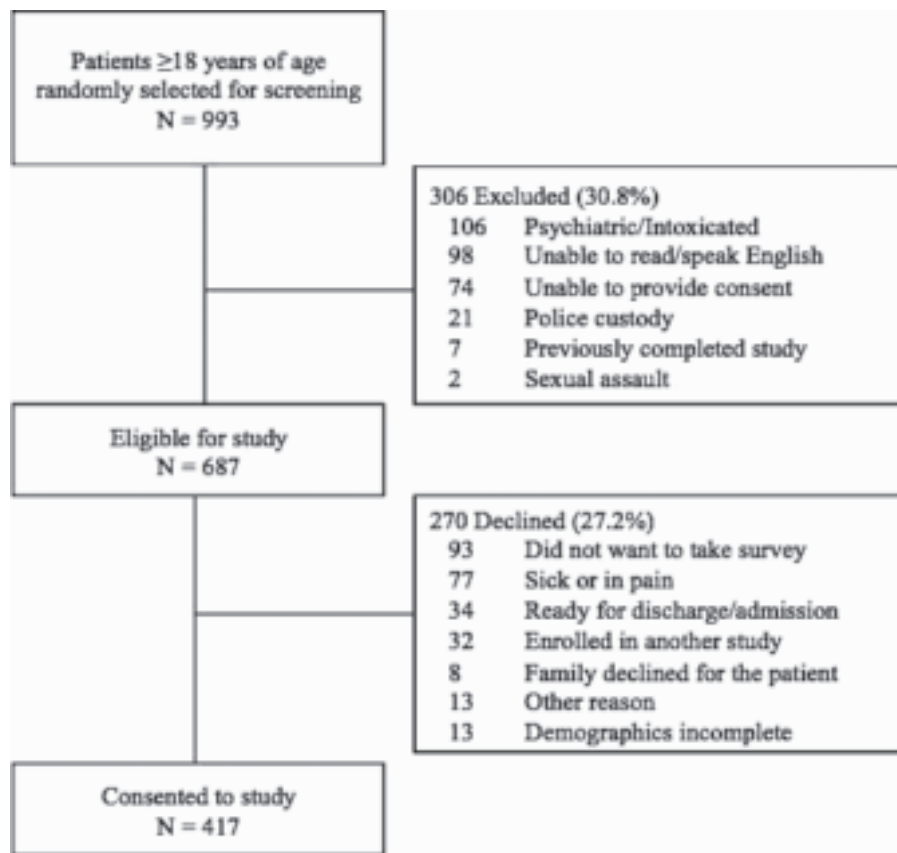 Patients ≥18 years of age
randomly selected for screening
N = 993
306 Excluded (30.8%)
106 Psychiatric/Intoxicated
98 Unable to read/speak English
74 Unable to provide consent
21 Police custody
7 Previously completed study
2 Sexual assault
Eligible for study
N = 687
270 Declined (27.2%)
93 Did not want to take survey
77 Sick or in pain
34 Ready for discharge/admission
32 Enrolled in another study
8 Family declined for the patient
13 Other reason
13 Demographics incomplete
Consented to study
N = 417